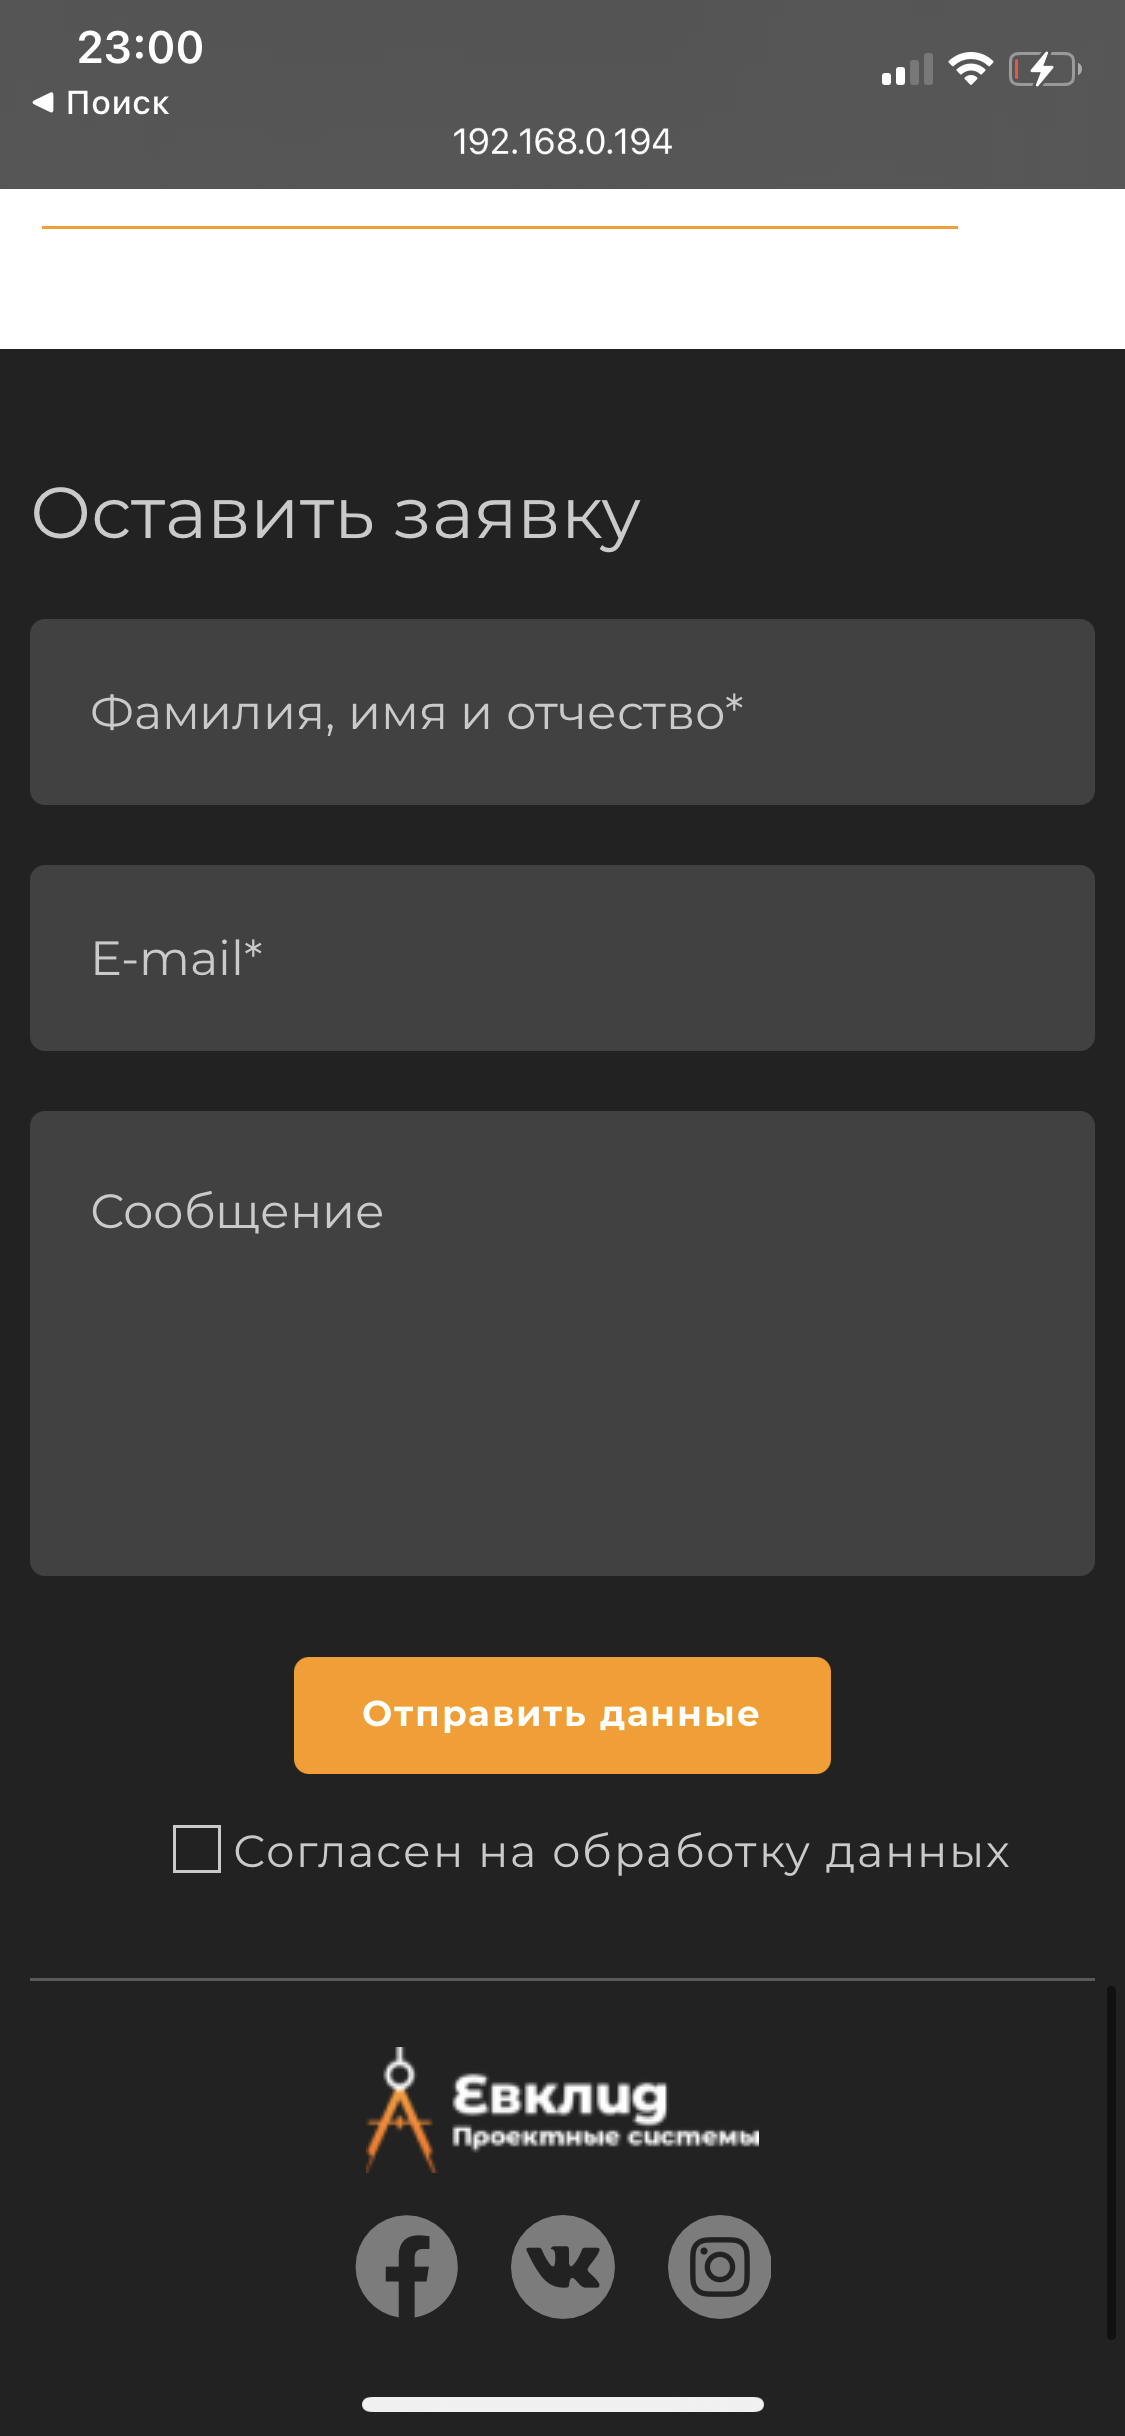 23:00
◀ Поиск
192.168.0.194
Оставить заявку
Фамилия, имя и отчество*
E-mail*
Сообщение
Отправить данные
Согласен на обработку данных
Евклид
Проектные системы